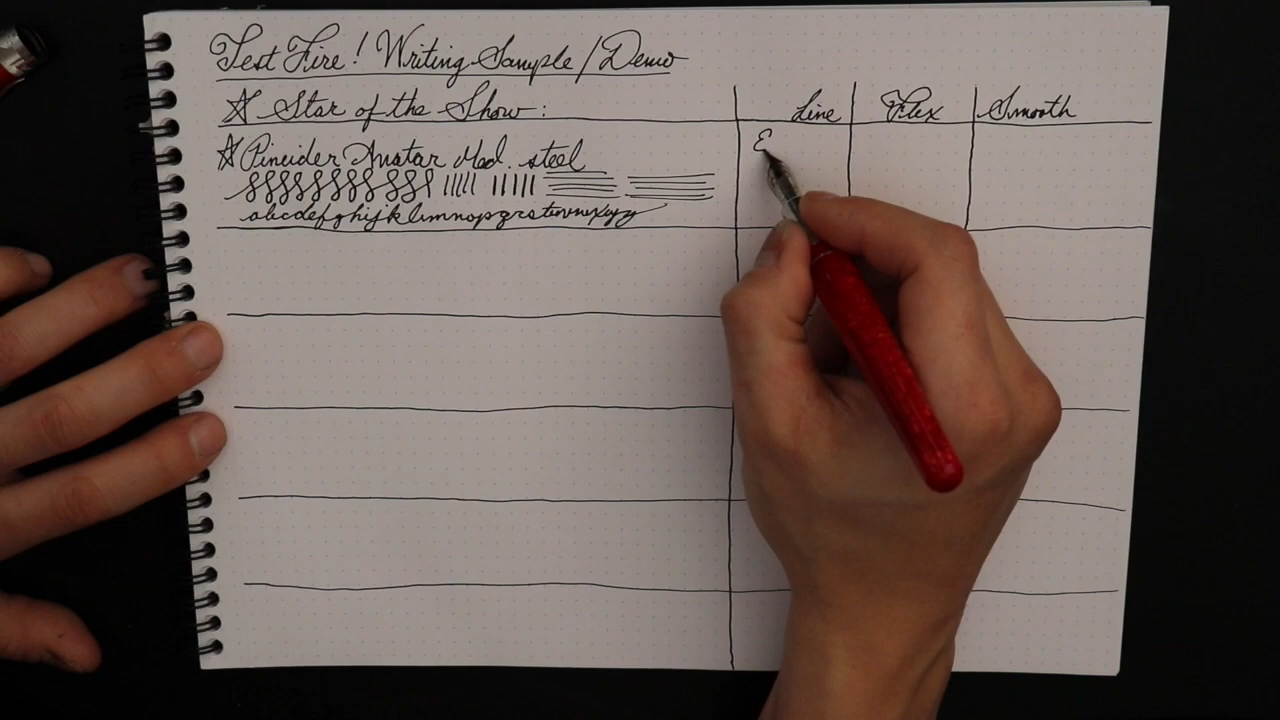 Test Fire! Writing Sample/Demo
☆ Star of the Show: Line Flex Smooth
☆ Pineider Avatar Med. steel E
abcdefghijklmnopqrstuvwxyz